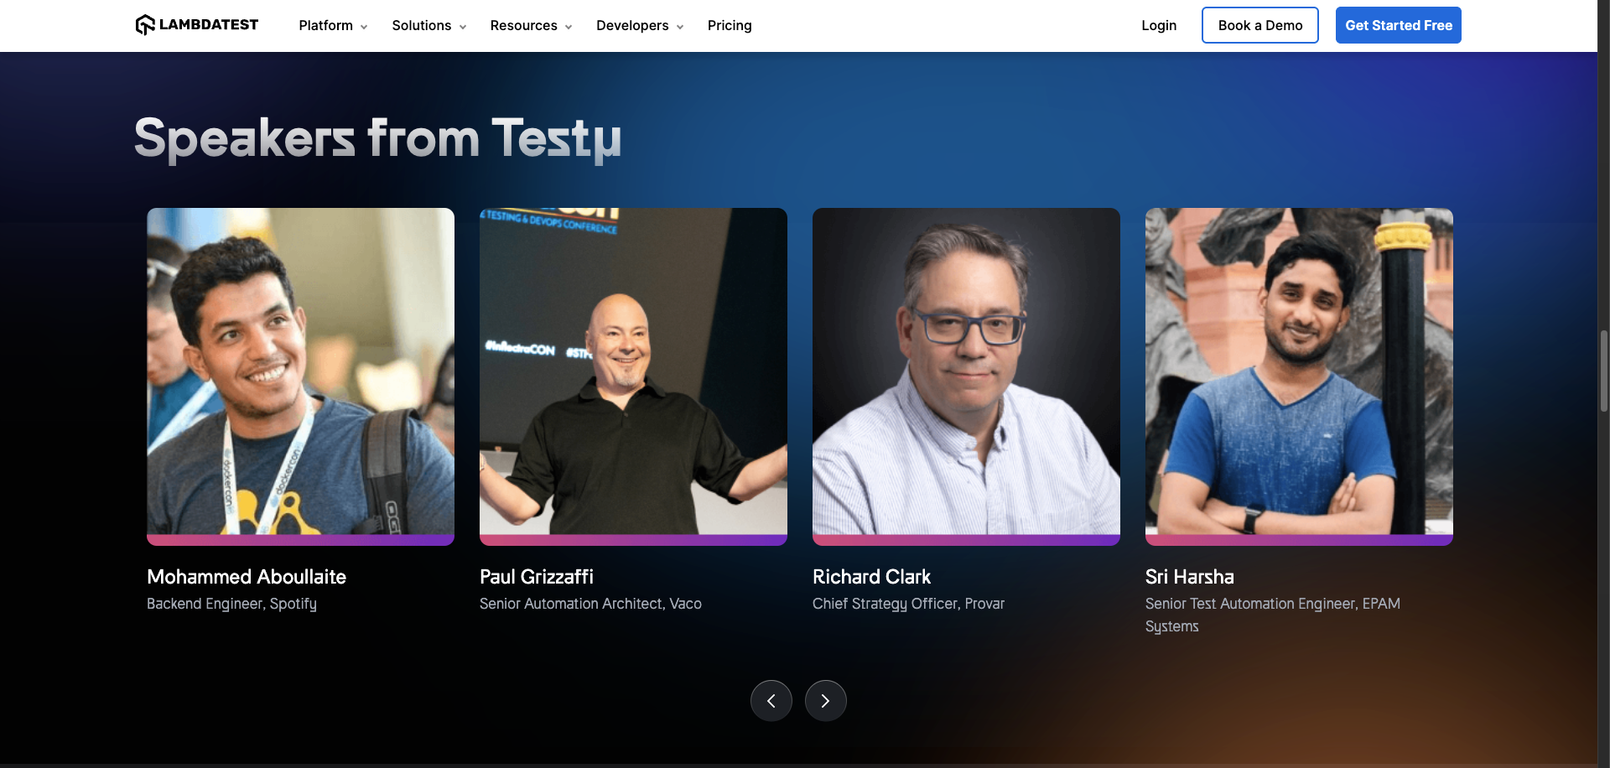 LAMBDATEST
Platform
Solutions
Resources
Developers
Pricing
Login
Book a Demo
Get Started Free
Speakers from Testμ
E TESTING & DEVOPS CONFERENCE
#InflectraCON
dockercon
dockercon
Mohammed Aboullaite
Backend Engineer, Spotify
Paul Grizzaffi
Senior Automation Architect, Vaco
Richard Clark
Chief Strategy Officer, Provar
Sri Harsha
Senior Test Automation Engineer, EPAM
Systems